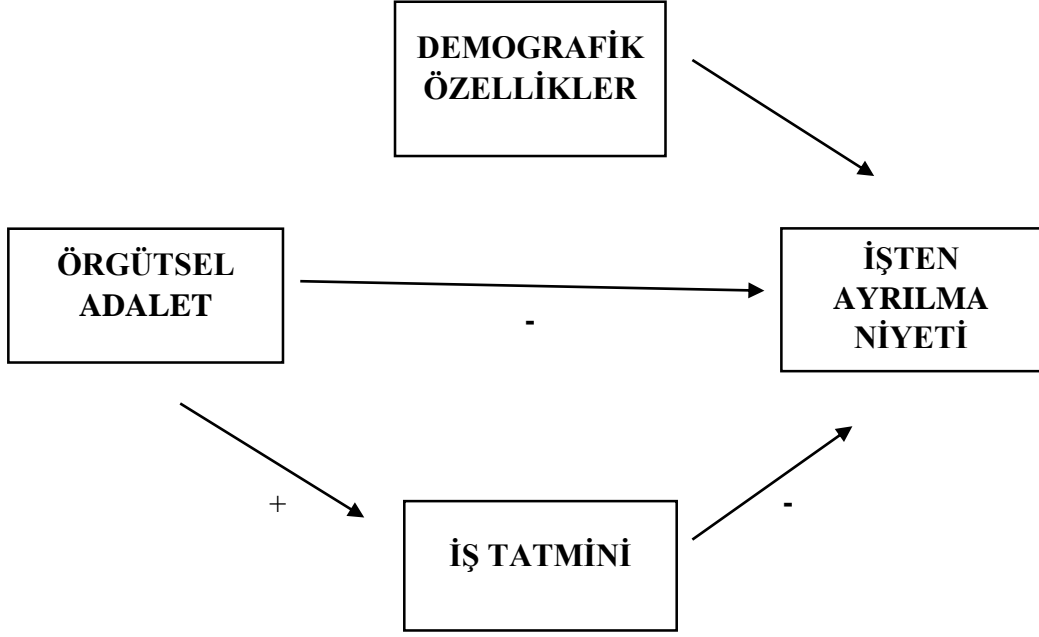 DEMOGRAFİK
ÖZELLİKLER
ÖRGÜTSEL
ADALET
İŞTEN
AYRILMA
NİYETİ
-
+
-
İŞ TATMİNİ